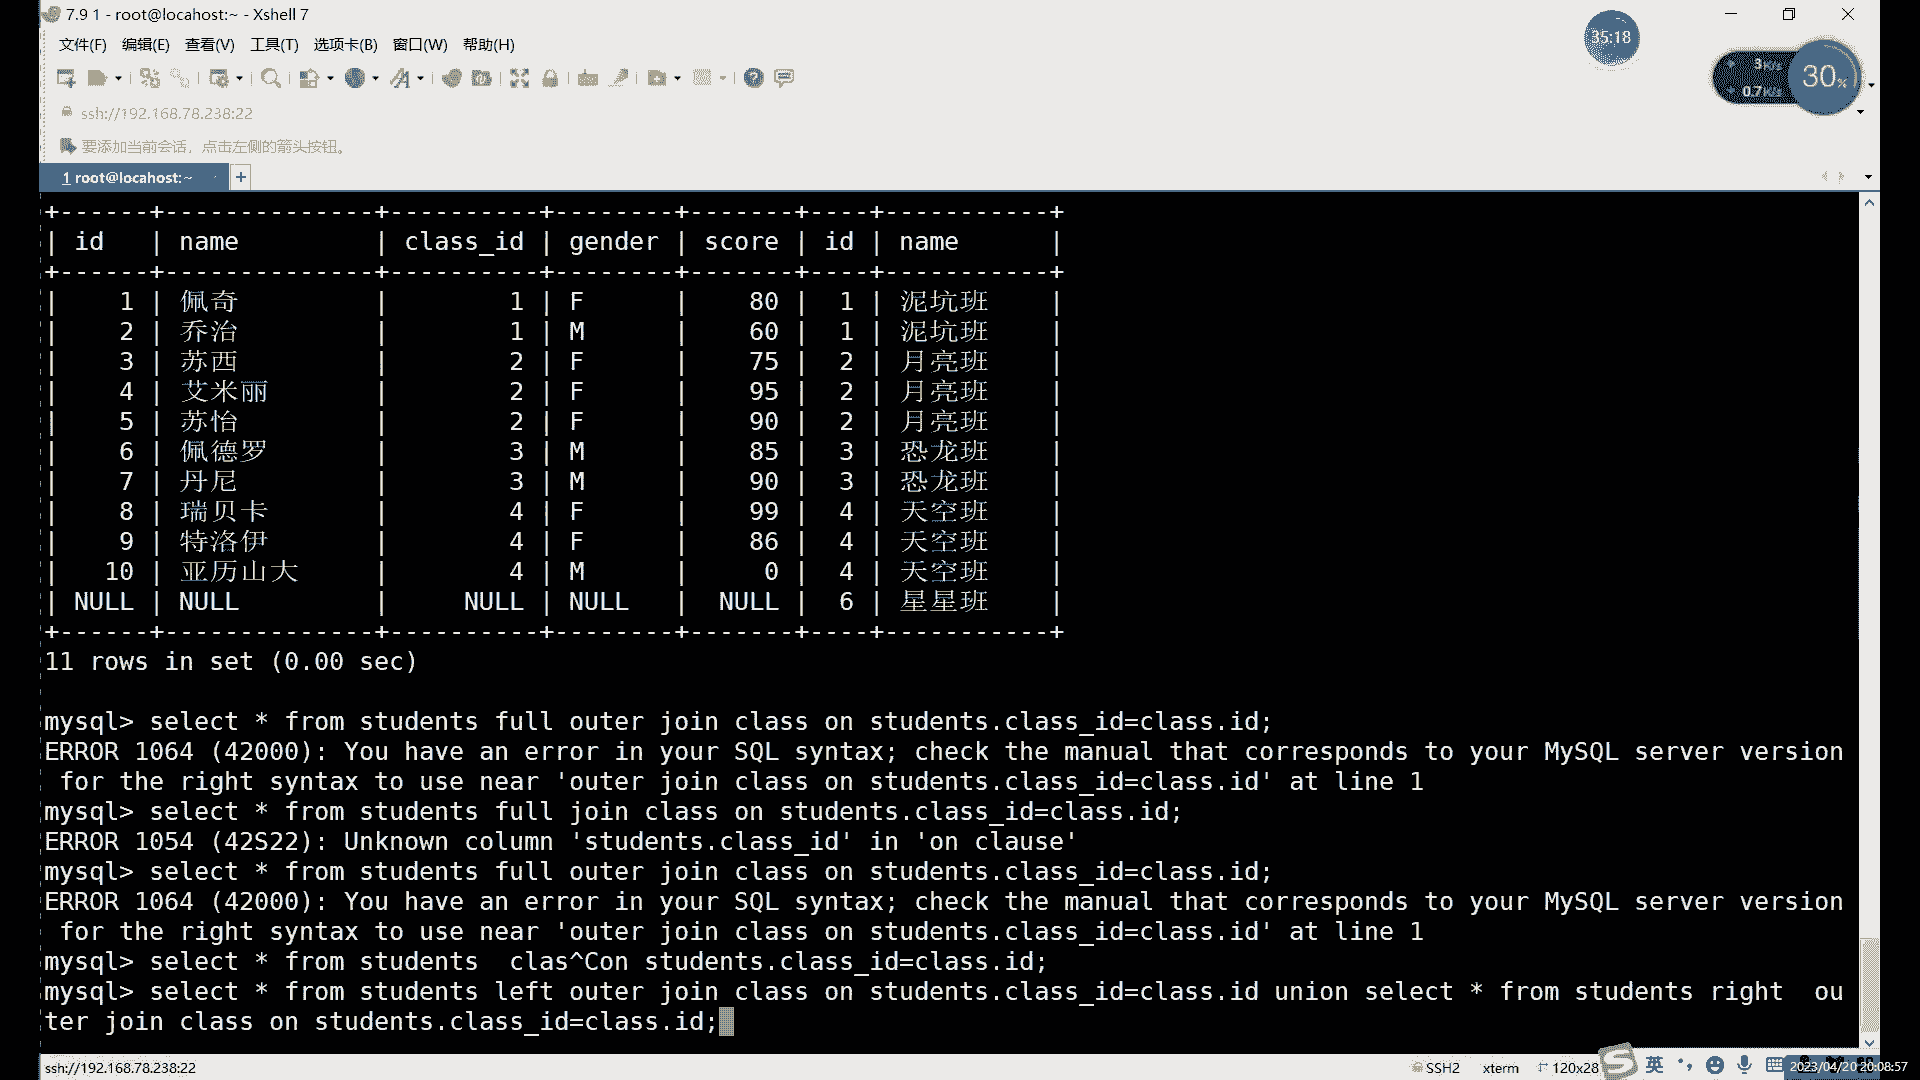 7.9 1 - root@locahost:~ - Xshell 7
35:18
文件(F) 编辑(E) 查看(V) 工具(T) 选项卡(B) 窗口(W) 帮助(H)
3K/s
0.7K/s
30%
ssh://192.168.78.238:22
要添加当前会话，点击左侧的箭头按钮。
1 root@locahost:~
+------+--------------+----------+--------+-------+----+-----------+
| id   | name         | class_id | gender | score | id | name      |
+------+--------------+----------+--------+-------+----+-----------+
|    1 | 佩奇         |        1 | F      |    80 |  1 | 泥坑班    |
|    2 | 乔治         |        1 | M      |    60 |  1 | 泥坑班    |
|    3 | 苏西         |        2 | F      |    75 |  2 | 月亮班    |
|    4 | 艾米丽       |        2 | F      |    95 |  2 | 月亮班    |
|    5 | 苏怡         |        2 | F      |    90 |  2 | 月亮班    |
|    6 | 佩德罗       |        3 | M      |    85 |  3 | 恐龙班    |
|    7 | 丹尼         |        3 | M      |    90 |  3 | 恐龙班    |
|    8 | 瑞贝卡       |        4 | F      |    99 |  4 | 天空班    |
|    9 | 特洛伊       |        4 | F      |    86 |  4 | 天空班    |
|   10 | 亚历山大     |        4 | M      |     0 |  4 | 天空班    |
| NULL | NULL         |     NULL | NULL   |  NULL |  6 | 星星班    |
+------+--------------+----------+--------+-------+----+-----------+
11 rows in set (0.00 sec)
mysql> select * from students full outer join class on students.class_id=class.id;
ERROR 1064 (42000): You have an error in your SQL syntax; check the manual that corresponds to your MySQL server version
 for the right syntax to use near 'outer join class on students.class_id=class.id' at line 1
mysql> select * from students full join class on students.class_id=class.id;
ERROR 1054 (42S22): Unknown column 'students.class_id' in 'on clause'
mysql> select * from students full outer join class on students.class_id=class.id;
ERROR 1064 (42000): You have an error in your SQL syntax; check the manual that corresponds to your MySQL server version
 for the right syntax to use near 'outer join class on students.class_id=class.id' at line 1
mysql> select * from students  clas^Con students.class_id=class.id;
mysql> select * from students left outer join class on students.class_id=class.id union select * from students right  ou
ter join class on students.class_id=class.id;
ssh://192.168.78.238:22 SSH2 xterm 120x28 英 2023/04/20 20:08:57